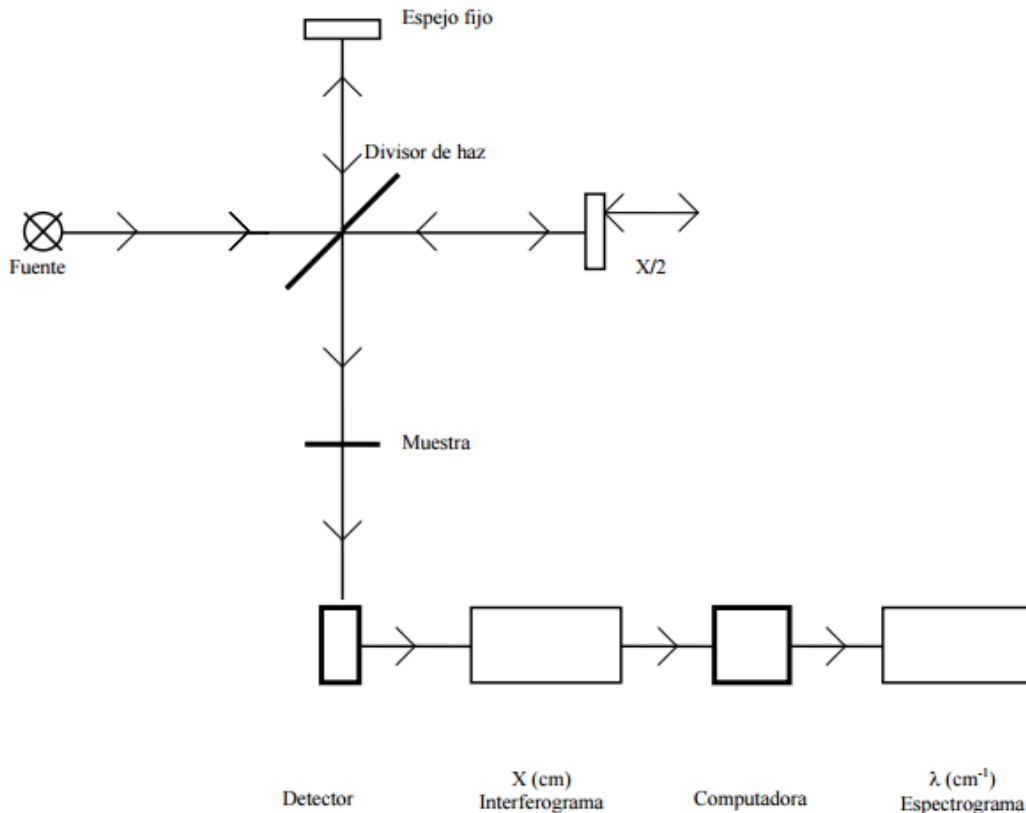 Espejo fijo
Divisor de haz
Fuente
X/2
Muestra
Detector
X (cm)
Interferograma
Computadora
λ (cm⁻¹)
Espectrograma